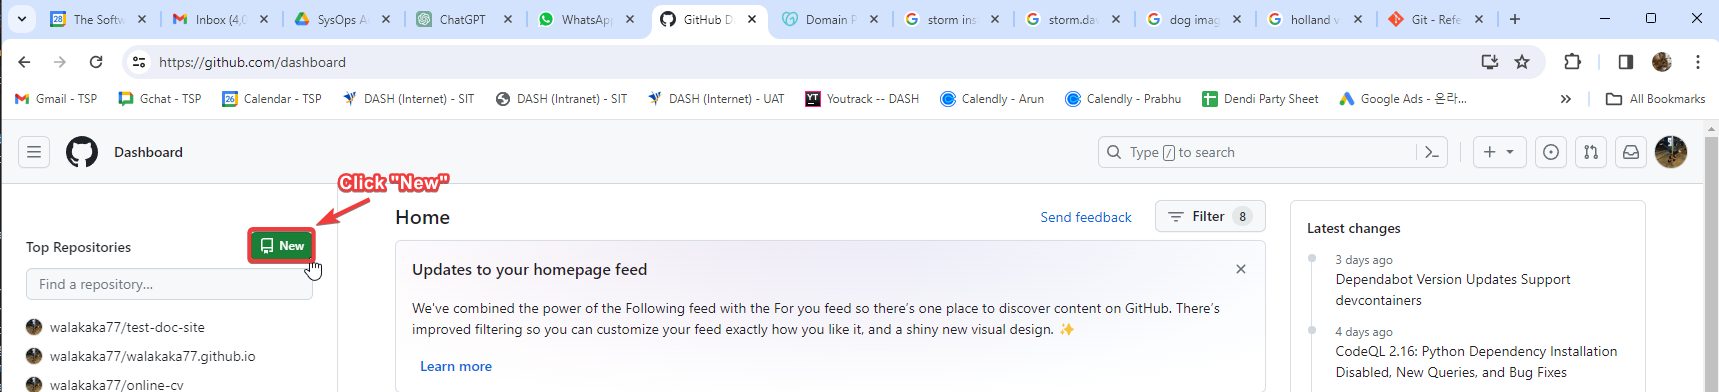 The Softw
Inbox (4,0
SysOps A
ChatGPT
WhatsApp
GitHub D
Domain P
storm ins
storm.dav
dog imag
holland v
Git - Refe
https://github.com/dashboard
Gmail - TSP
Gchat - TSP
Calendar - TSP
DASH (Internet) - SIT
DASH (Intranet) - SIT
DASH (Internet) - UAT
Youtrack -- DASH
Calendly - Arun
Calendly - Prabhu
Dendi Party Sheet
Google Ads - 온라...
All Bookmarks
Dashboard
Type / to search
Click "New"
Top Repositories
New
Find a repository...
walakaka77/test-doc-site
walakaka77/walakaka77.github.io
walakaka77/online-cv
Home
Send feedback
Filter 8
Updates to your homepage feed
We've combined the power of the Following feed with the For you feed so there's one place to discover content on GitHub. There's
improved filtering so you can customize your feed exactly how you like it, and a shiny new visual design. ✨
Learn more
Latest changes
3 days ago
Dependabot Version Updates Support
devcontainers
4 days ago
CodeQL 2.16: Python Dependency Installation
Disabled, New Queries, and Bug Fixes